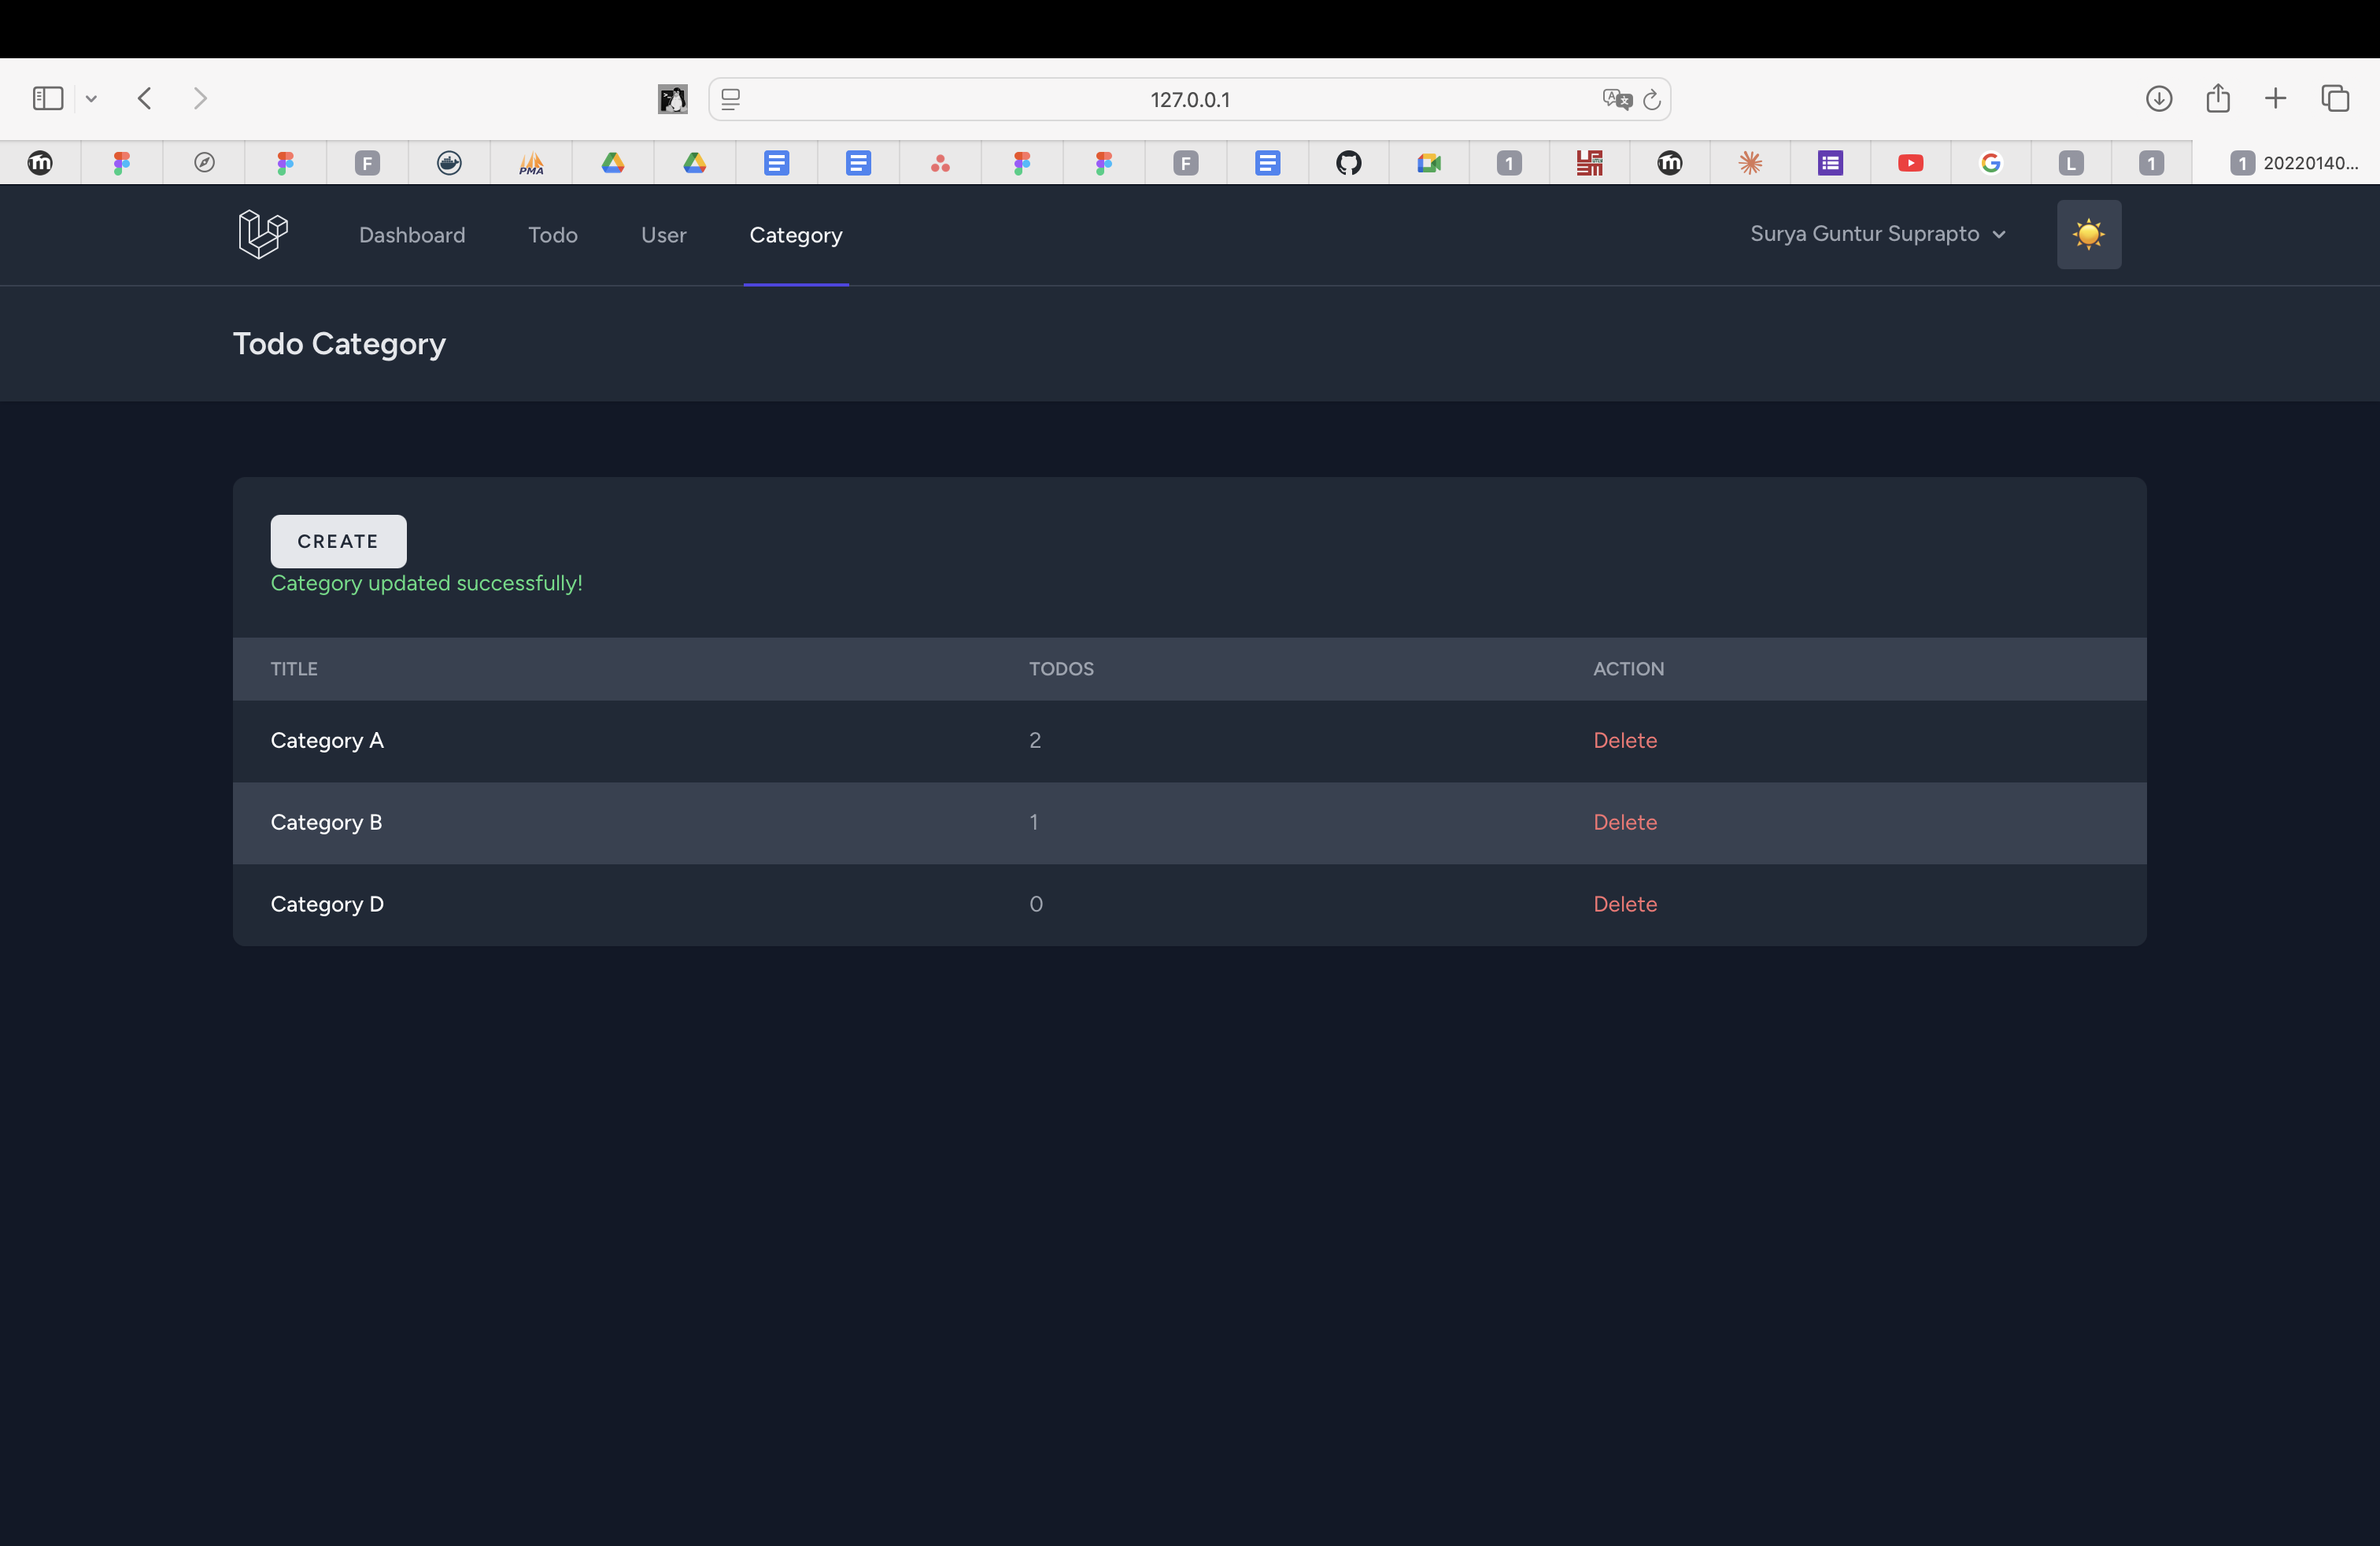 127.0.0.1
F PMA F 1 L 1 1 20220140...
Dashboard Todo User Category Surya Guntur Suprapto
Todo Category
CREATE
Category updated successfully!
TITLE TODOS ACTION
Category A 2 Delete
Category B 1 Delete
Category D 0 Delete